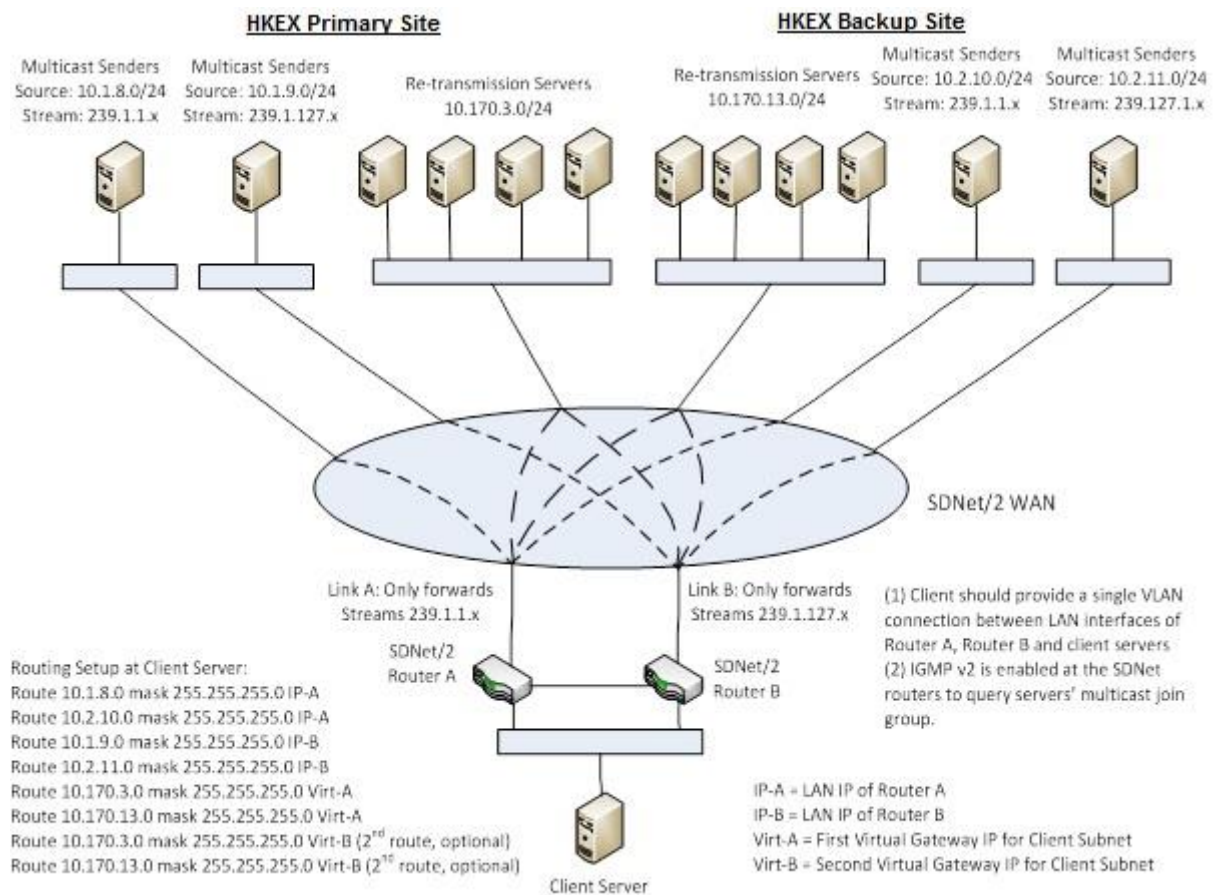 HKEX Primary Site
HKEX Backup Site
Multicast Senders
Source: 10.1.8.0/24
Stream: 239.1.1.x
Multicast Senders
Source: 10.1.9.0/24
Stream: 239.1.127.x
Re-transmission Servers
10.170.3.0/24
Re-transmission Servers
10.170.13.0/24
Multicast Senders
Source: 10.2.10.0/24
Stream: 239.1.1.x
Multicast Senders
Source: 10.2.11.0/24
Stream: 239.127.1.x
SDNet/2 WAN
Link A: Only forwards
Streams 239.1.1.x
Link B: Only forwards
Streams 239.1.127.x
(1) Client should provide a single VLAN
connection between LAN interfaces of
Router A, Router B and client servers
(2) IGMP v2 is enabled at the SDNet
routers to query servers' multicast join
group.
SDNet/2
Router A
SDNet/2
Router B
Routing Setup at Client Server:
Route 10.1.8.0 mask 255.255.255.0 IP-A
Route 10.2.10.0 mask 255.255.255.0 IP-A
Route 10.1.9.0 mask 255.255.255.0 IP-B
Route 10.2.11.0 mask 255.255.255.0 IP-B
Route 10.170.3.0 mask 255.255.255.0 Virt-A
Route 10.170.13.0 mask 255.255.255.0 Virt-A
Route 10.170.3.0 mask 255.255.255.0 Virt-B (2nd route, optional)
Route 10.170.13.0 mask 255.255.255.0 Virt-B (2nd route, optional)
IP-A = LAN IP of Router A
IP-B = LAN IP of Router B
Virt-A = First Virtual Gateway IP for Client Subnet
Virt-B = Second Virtual Gateway IP for Client Subnet
Client Server